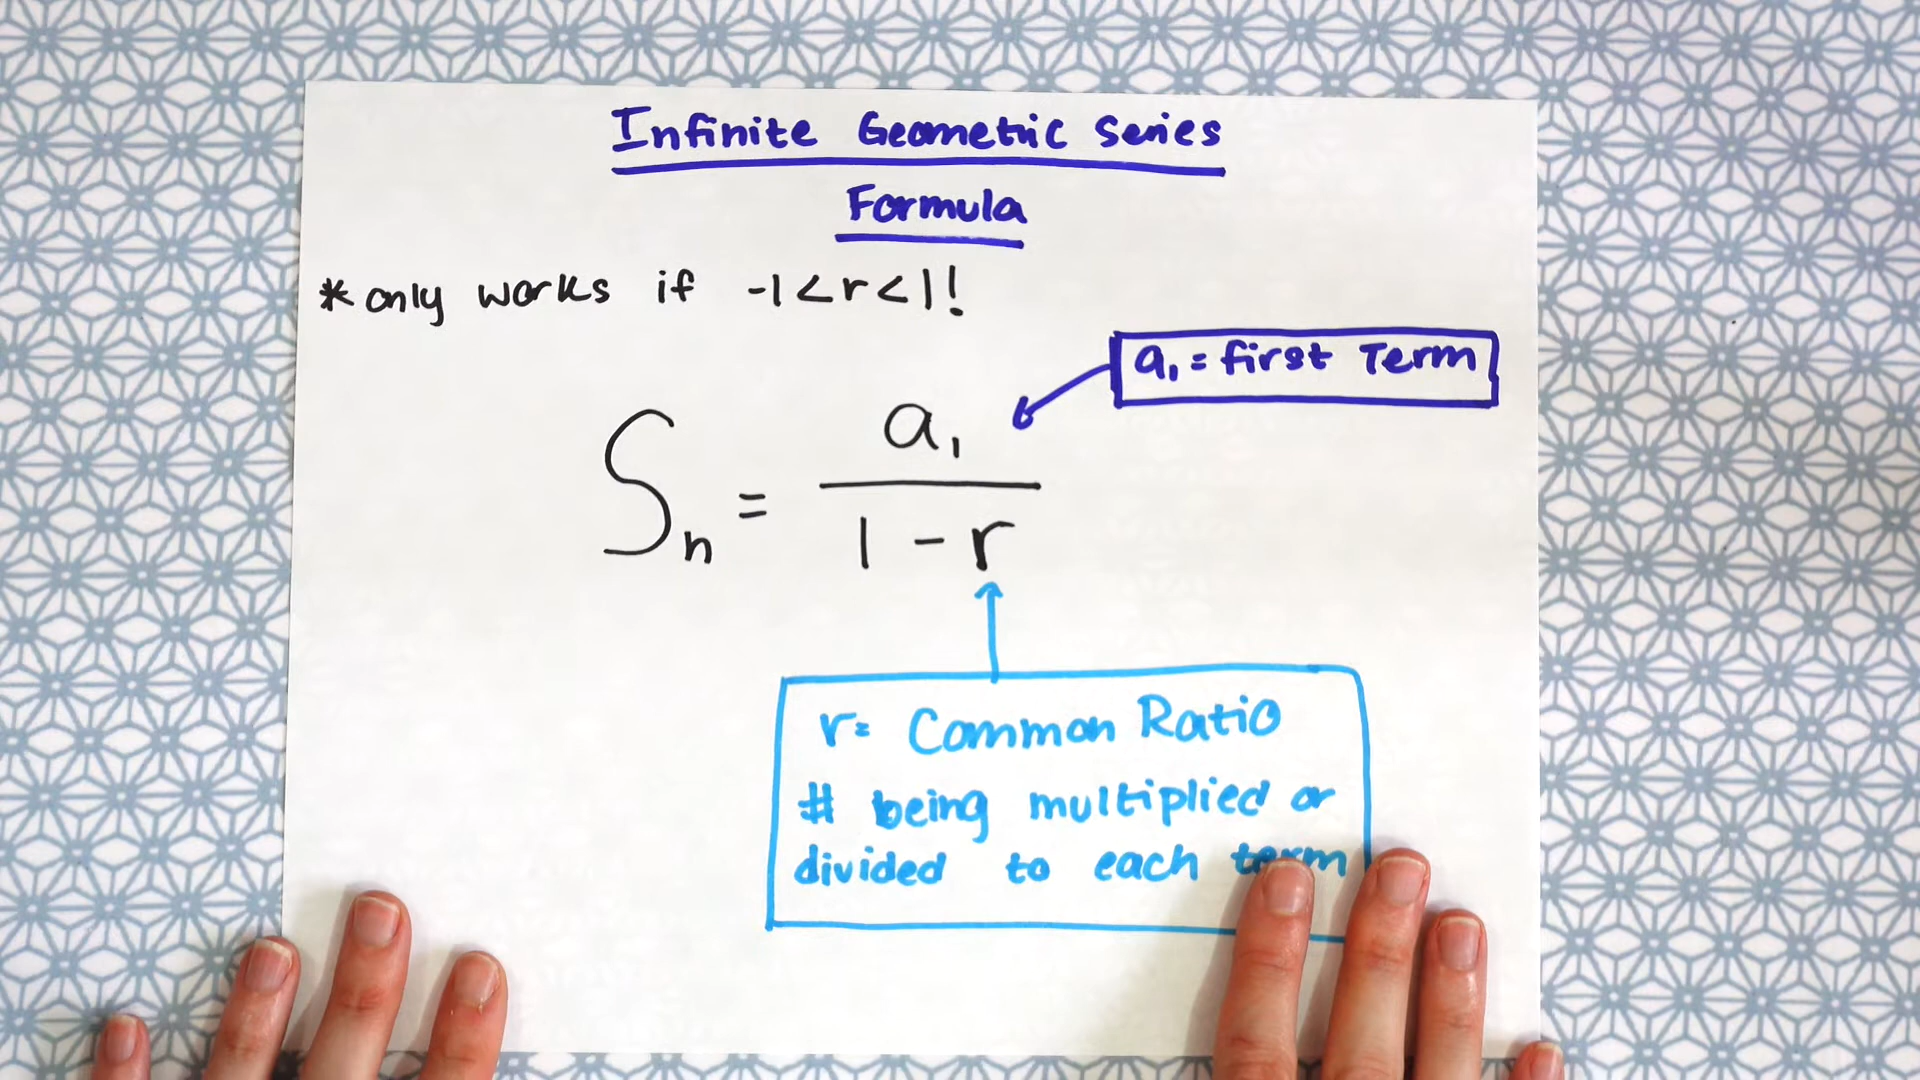 Infinite Geometric Series
Formula
*only works if -1<r<1!
a₁ = first Term
Sₙ = a₁ / 1 - r
r= Common Ratio
# being multiplied or
divided to each term